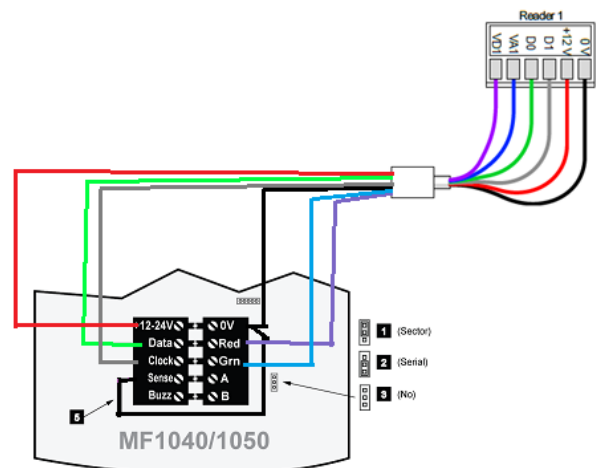 Reader 1
VD1 VA1 D0 D1 +12V 0V
12-24V 0V
Data Red
Clock Grn
Sense A
Buzz B
1 (Sector)
2 (Serial)
3 (No)
5
MF1040/1050